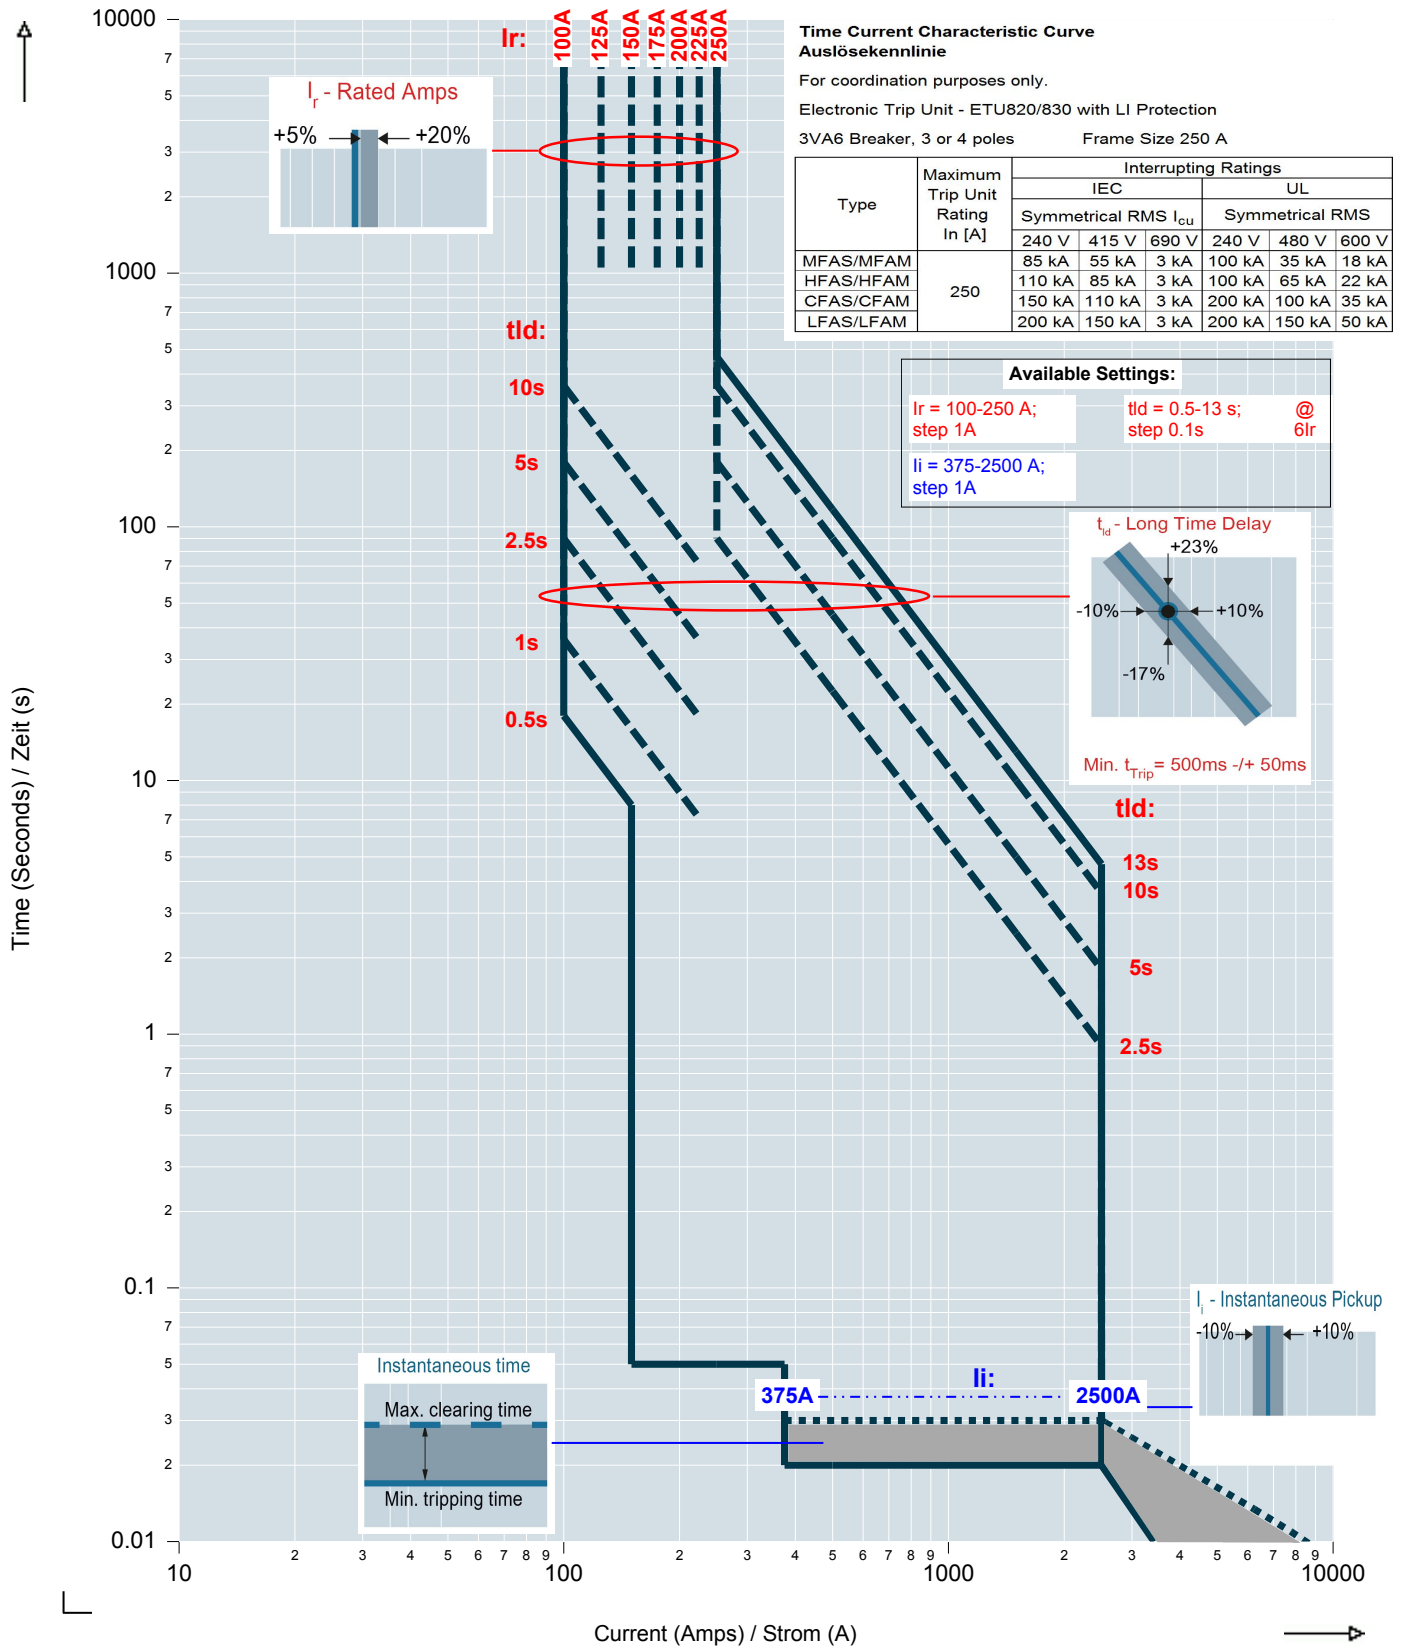 Time Current Characteristic Curve
Auslösekennlinie
For coordination purposes only.
Electronic Trip Unit - ETU820/830 with LI Protection
3VA6 Breaker, 3 or 4 poles Frame Size 250 A
Type Maximum Trip Unit Rating In [A] Interrupting Ratings
IEC UL
Symmetrical RMS Icu Symmetrical RMS
240 V 415 V 690 V 240 V 480 V 600 V
MFAS/MFAM 250 85 kA 55 kA 3 kA 100 kA 35 kA 18 kA
HFAS/HFAM 110 kA 85 kA 3 kA 100 kA 65 kA 22 kA
CFAS/CFAM 150 kA 110 kA 3 kA 200 kA 100 kA 35 kA
LFAS/LFAM 200 kA 150 kA 3 kA 200 kA 150 kA 50 kA
Available Settings:
Ir = 100-250 A;
step 1A
tld = 0.5-13 s; @
step 0.1s 6Ir
Ii = 375-2500 A;
step 1A
Ir: 100A 125A 150A 175A 200A 225A 250A
Ir - Rated Amps
+5% +20%
tld:
10s
5s
2.5s
1s
0.5s
tld - Long Time Delay
+23%
-10% +10%
-17%
Min. tTrip = 500ms -/+ 50ms
tld:
13s
10s
5s
2.5s
Ii - Instantaneous Pickup
-10% +10%
Ii:
375A 2500A
Instantaneous time
Max. clearing time
Min. tripping time
Time (Seconds) / Zeit (s)
10000
7
5
3
2
1000
7
5
3
2
100
7
5
3
2
10
7
5
3
2
1
7
5
3
2
0.1
7
5
3
2
0.01
2 3 4 5 6 7 8 9 2 3 4 5 6 7 8 9 2 3 4 5 6 7 8 9
10 100 1000 10000
Current (Amps) / Strom (A)